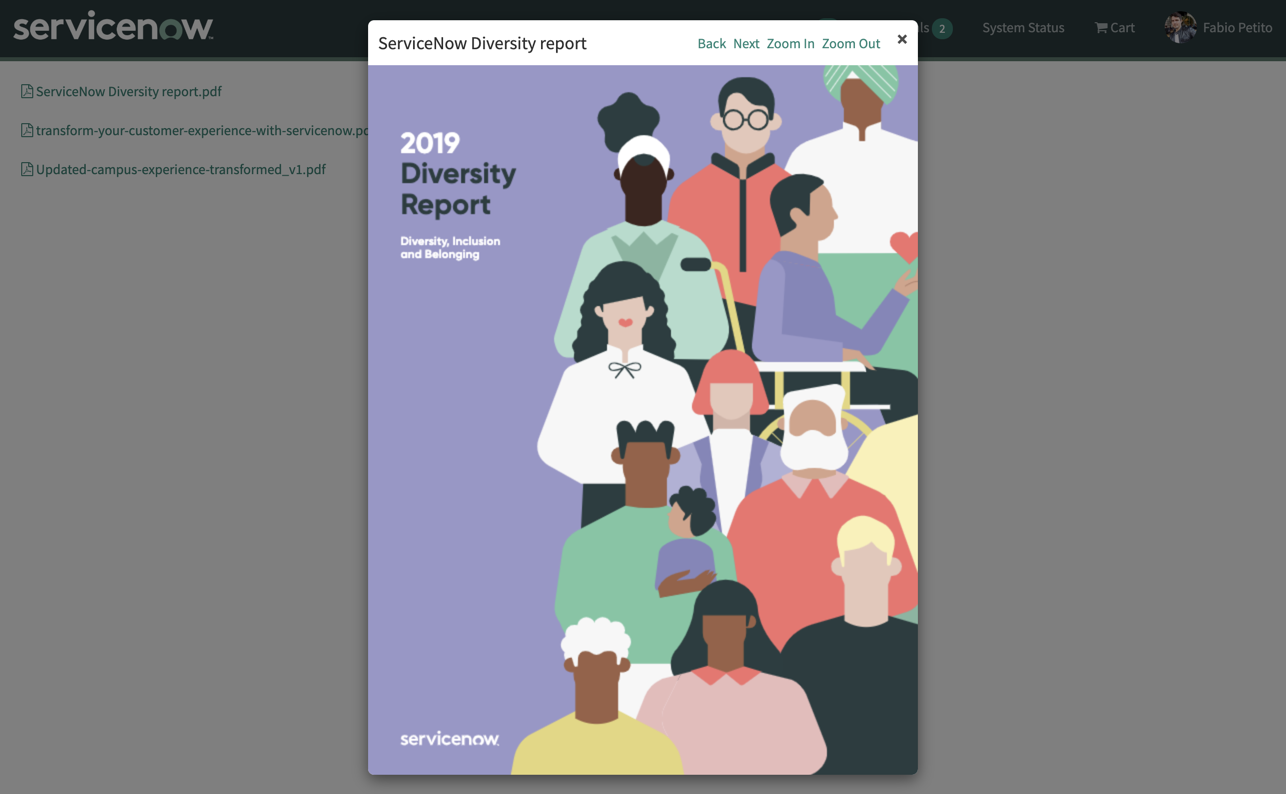 servicenow
ls 2
System Status
Cart
Fabio Petito
ServiceNow Diversity report
Back Next Zoom In Zoom Out
ServiceNow Diversity report.pdf
transform-your-customer-experience-with-servicenow.pd
Updated-campus-experience-transformed_v1.pdf
2019
Diversity
Report
Diversity, Inclusion
and Belonging
servicenow